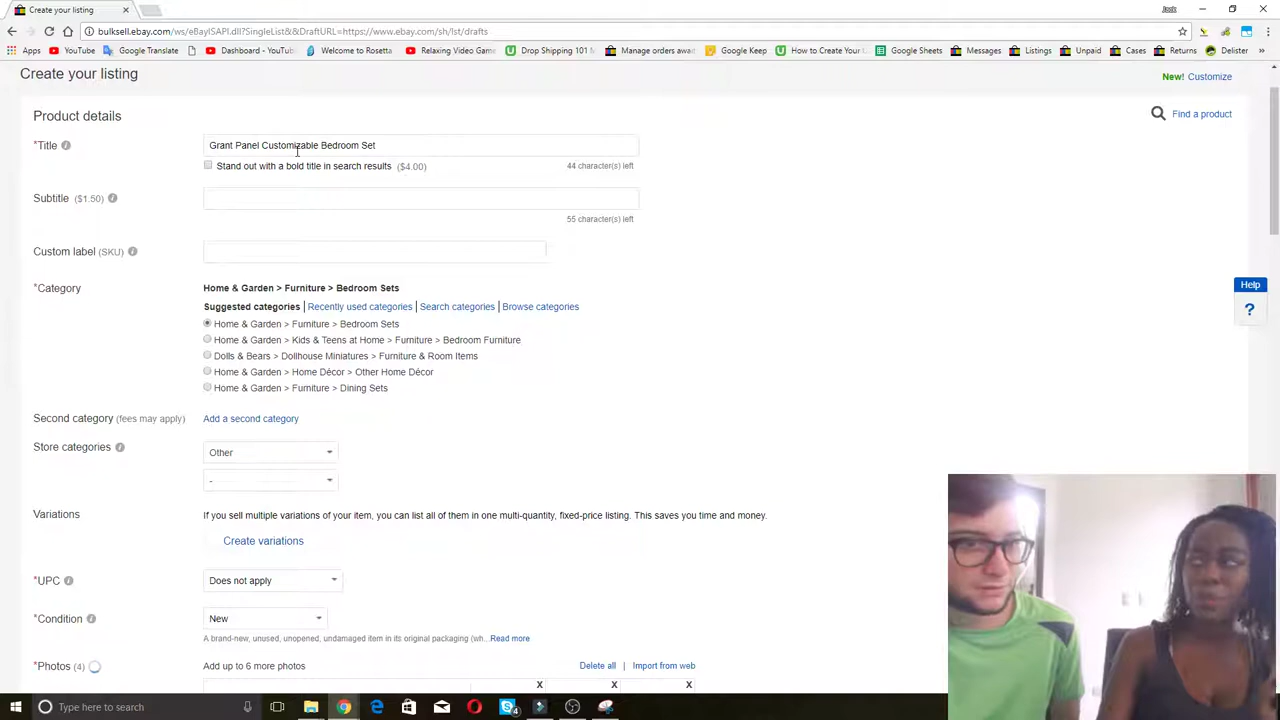 Create your listing
bulksell.ebay.com/ws/eBayISAPI.dll?SingleList&&DraftURL=https://www.ebay.com/sh/lst/drafts
Apps YouTube Google Translate Dashboard - YouTu Welcome to Rosetta Relaxing Video Gam Drop Shipping 101 Manage orders await Google Keep How to Create Your Google Sheets Messages Listings Unpaid Cases Returns Delister »
Create your listing
New! Customize
Product details
Find a product
*Title Grant Panel Customizable Bedroom Set
Stand out with a bold title in search results ($4.00) 44 character(s) left
Subtitle ($1.50)
55 character(s) left
Custom label (SKU)
*Category Home & Garden > Furniture > Bedroom Sets
Suggested categories | Recently used categories | Search categories | Browse categories
Home & Garden > Furniture > Bedroom Sets
Home & Garden > Kids & Teens at Home > Furniture > Bedroom Furniture
Dolls & Bears > Dollhouse Miniatures > Furniture & Room Items
Home & Garden > Home Décor > Other Home Décor
Home & Garden > Furniture > Dining Sets
Help
?
Second category (fees may apply) Add a second category
Store categories Other
-
Variations If you sell multiple variations of your item, you can list all of them in one multi-quantity, fixed-price listing. This saves you time and money.
Create variations
*UPC Does not apply
*Condition New
A brand-new, unused, unopened, undamaged item in its original packaging (wh... Read more
*Photos (4) Add up to 6 more photos Delete all | Import from web
X X X
Type here to search